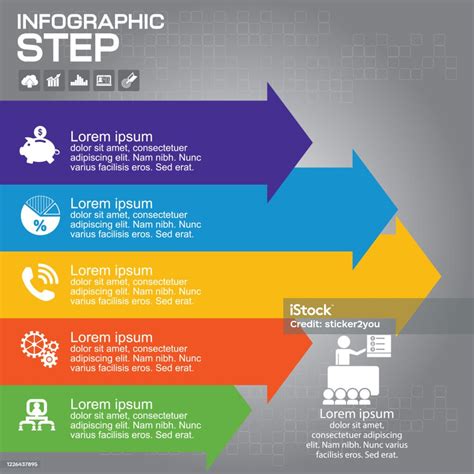 INFOGRAPHIC
STEP
Lorem ipsum
dolor sit amet, consectetuer
adipiscing elit. Nam nibh. Nunc
varius facilisis eros. Sed erat.
%
Lorem ipsum
dolor sit amet, consectetuer
adipiscing elit. Nam nibh. Nunc
varius facilisis eros. Sed erat.
Lorem ipsum
dolor sit amet, consectetuer
adipiscing elit. Nam nibh. Nunc
varius facilisis eros. Sed erat.
iStock
Credit: sticker2you
Lorem ipsum
dolor sit amet, consectetuer
adipiscing elit. Nam nibh. Nunc
varius facilisis eros. Sed erat.
Lorem ipsum
dolor sit amet, consectetuer
adipiscing elit. Nam nibh. Nunc
varius facilisis eros. Sed erat.
Lorem ipsum
dolor sit amet, consectetuer
adipiscing elit. Nam nibh. Nunc
varius facilisis eros. Sed erat.
1226437895